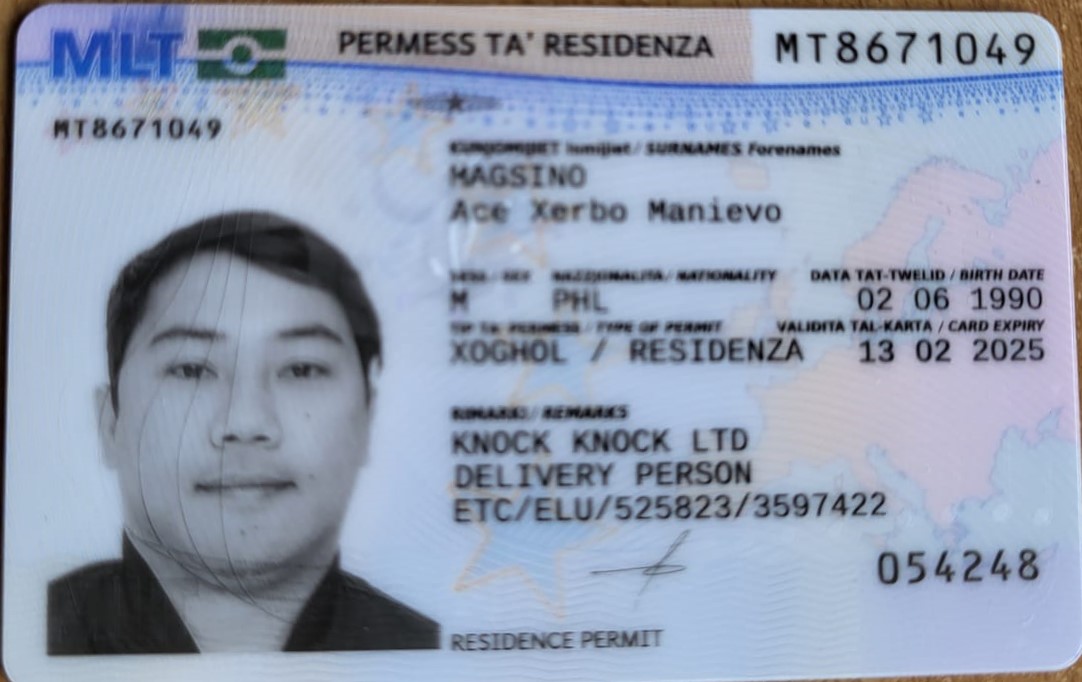 MLT PERMESS TA' RESIDENZA MT8671049
MT8671049
KUNJOMIJIET Ismijiet / SURNAMES Forenames
MAGSINO
Ace Xerbo Manievo
SESS / SEX NAZZJONALITÀ / NATIONALITY DATA TAT-TWELID / BIRTH DATE
M PHL 02 06 1990
TIP TA' PERMESS / TYPE OF PERMIT VALIDITÀ TAL-KARTA / CARD EXPIRY
XOGHOL / RESIDENZA 13 02 2025
RIMARKI / REMARKS
KNOCK KNOCK LTD
DELIVERY PERSON
ETC/ELU/525823/3597422
054248
RESIDENCE PERMIT